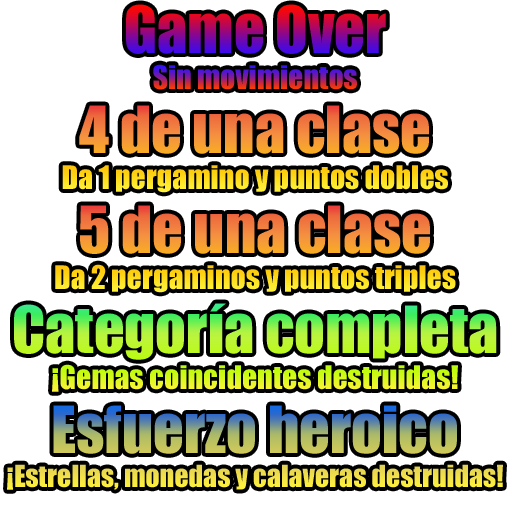 Game Over
Sin movimientos
4 de una clase
Da 1 pergamino y puntos dobles
5 de una clase
Da 2 pergaminos y puntos triples
Categoría completa
¡Gemas coincidentes destruidas!
Esfuerzo heroico
¡Estrellas, monedas y calaveras destruidas!